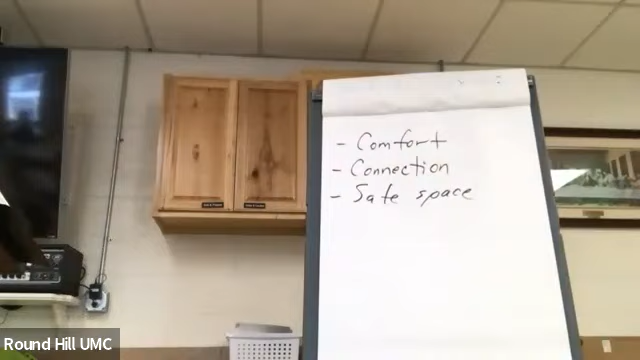 - Comfort
- Connection
- Safe space
Round Hill UMC